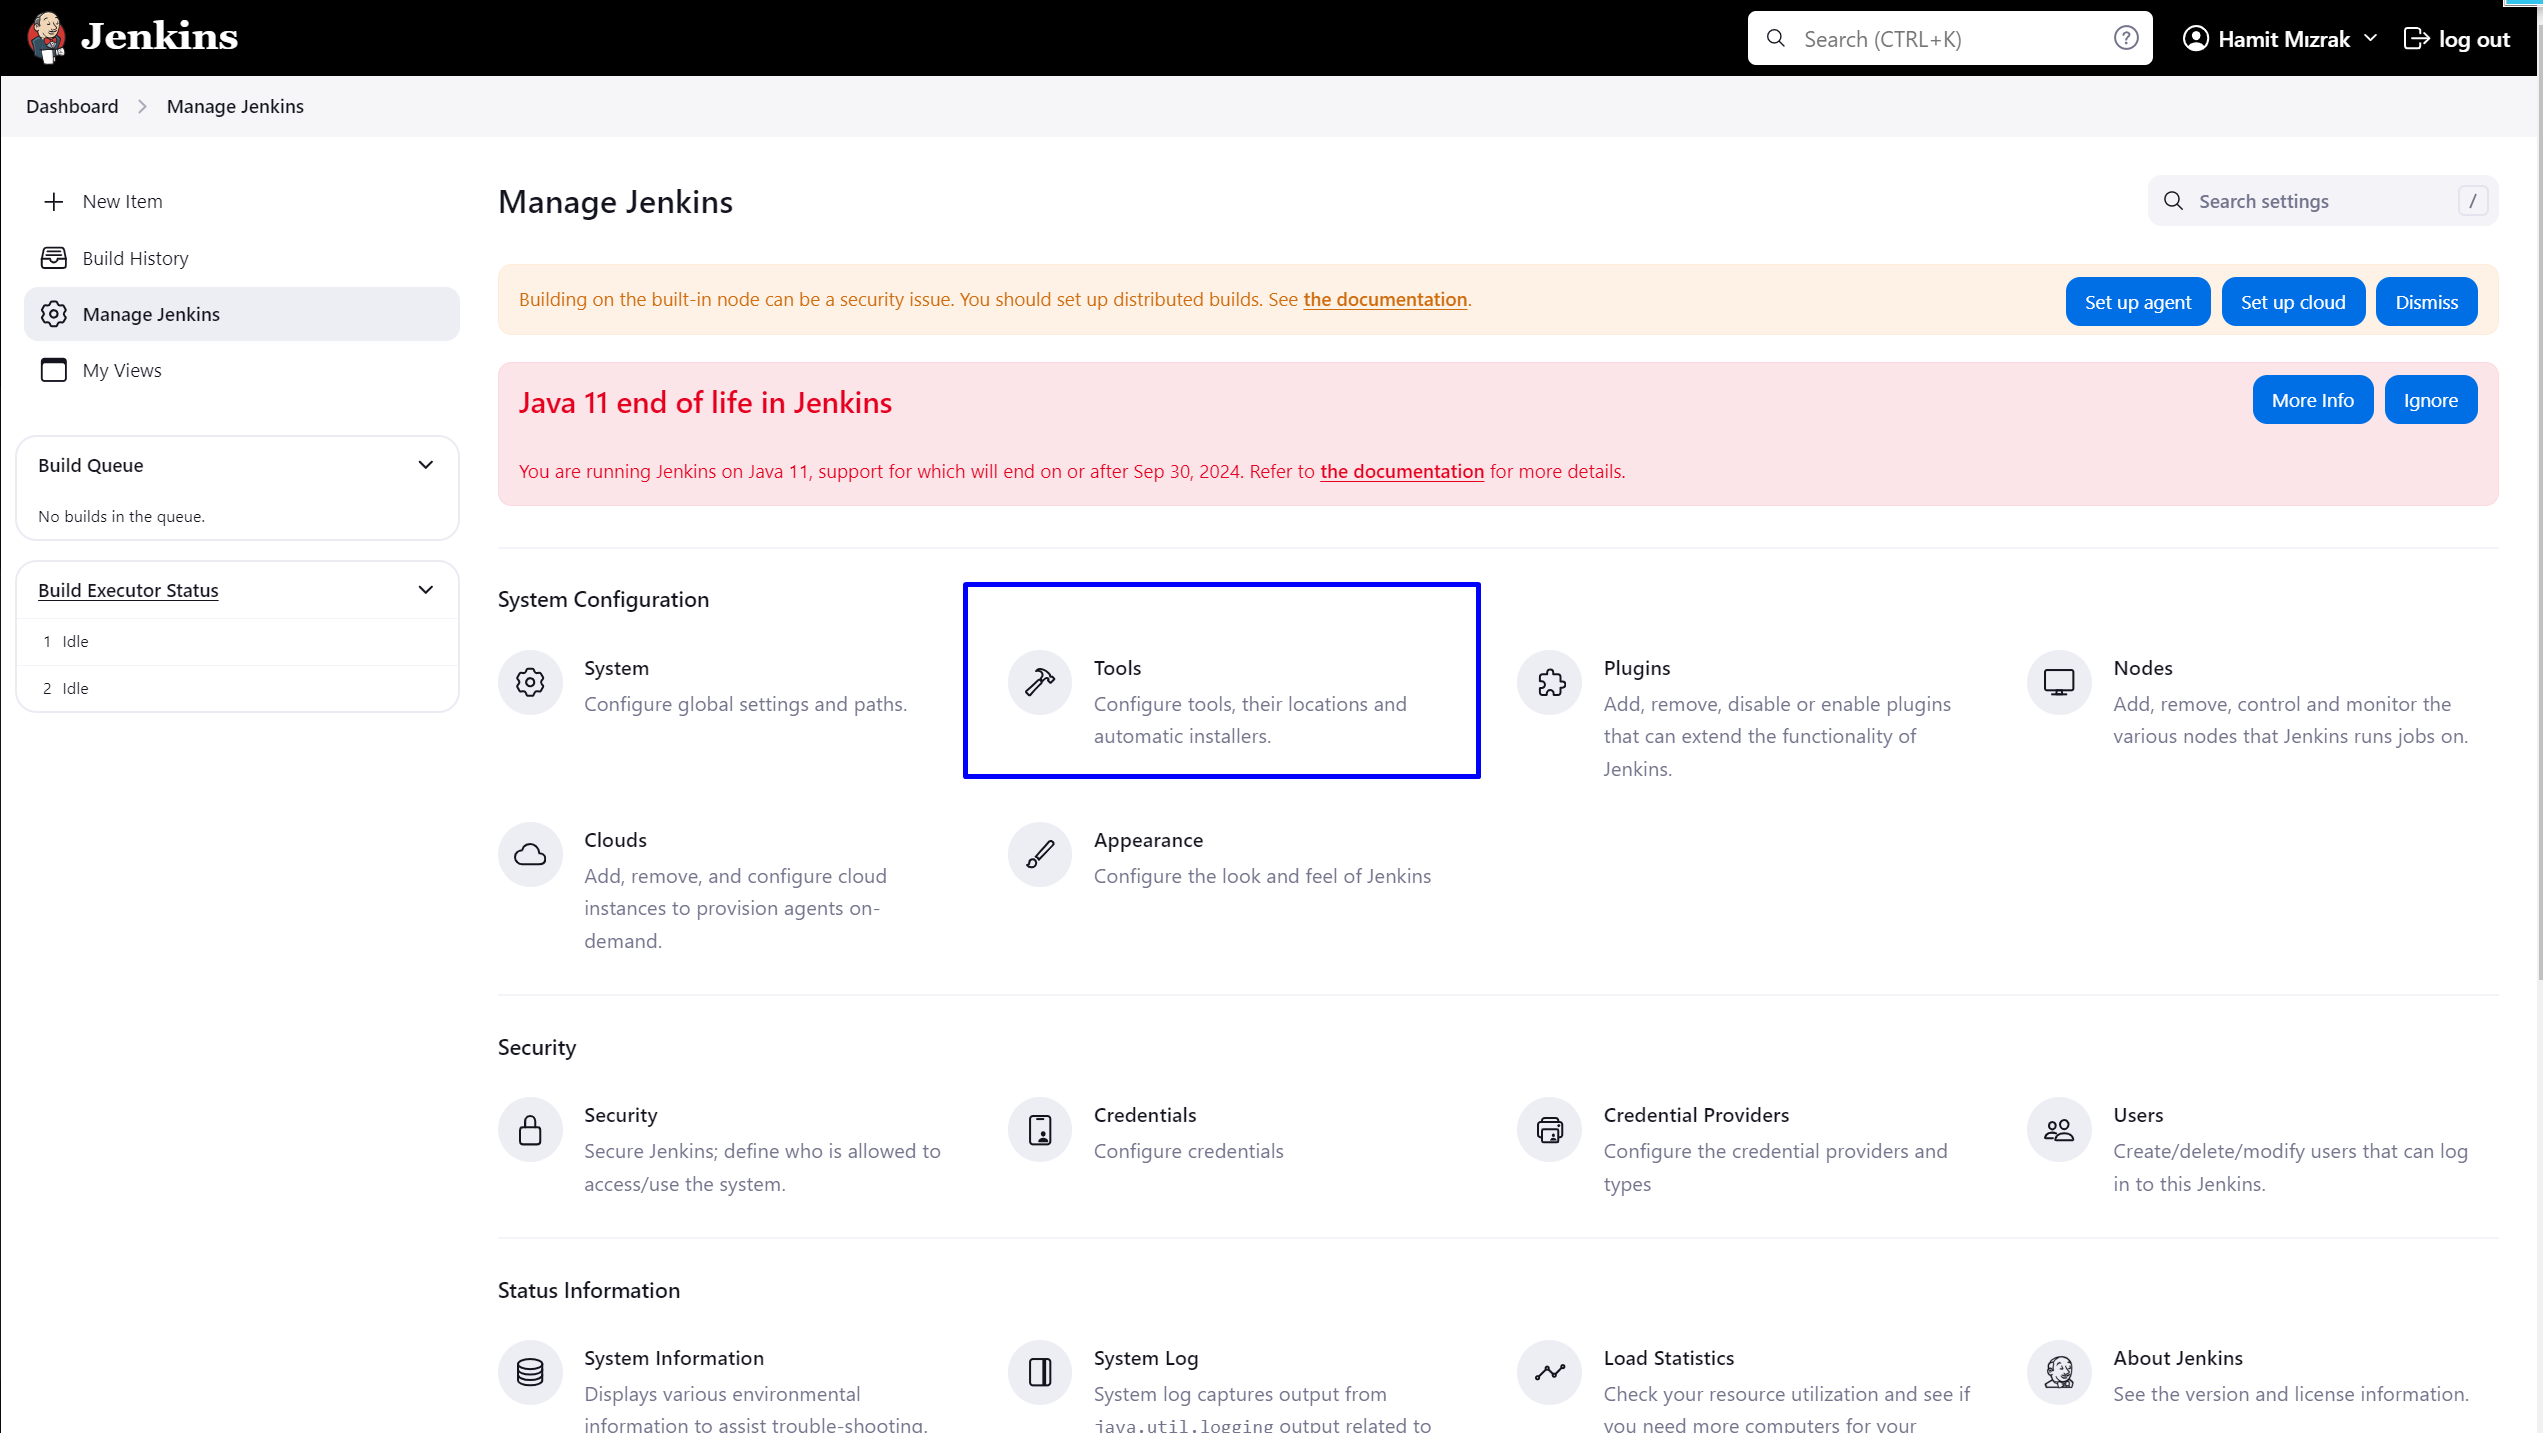 Jenkins
Search (CTRL+K)
?
Hamit Mızrak
log out
Dashboard
Manage Jenkins
New Item
Build History
Manage Jenkins
My Views
Build Queue
No builds in the queue.
Build Executor Status
1 Idle
2 Idle
Manage Jenkins
Search settings
/
Building on the built-in node can be a security issue. You should set up distributed builds. See the documentation.
Set up agent
Set up cloud
Dismiss
Java 11 end of life in Jenkins
More Info
Ignore
You are running Jenkins on Java 11, support for which will end on or after Sep 30, 2024. Refer to the documentation for more details.
System Configuration
System
Configure global settings and paths.
Tools
Configure tools, their locations and
automatic installers.
Plugins
Add, remove, disable or enable plugins
that can extend the functionality of
Jenkins.
Nodes
Add, remove, control and monitor the
various nodes that Jenkins runs jobs on.
Clouds
Add, remove, and configure cloud
instances to provision agents on-
demand.
Appearance
Configure the look and feel of Jenkins
Security
Security
Secure Jenkins; define who is allowed to
access/use the system.
Credentials
Configure credentials
Credential Providers
Configure the credential providers and
types
Users
Create/delete/modify users that can log
in to this Jenkins.
Status Information
System Information
Displays various environmental
information to assist trouble-shooting.
System Log
System log captures output from
java.util.logging output related to
Load Statistics
Check your resource utilization and see if
you need more computers for your
About Jenkins
See the version and license information.